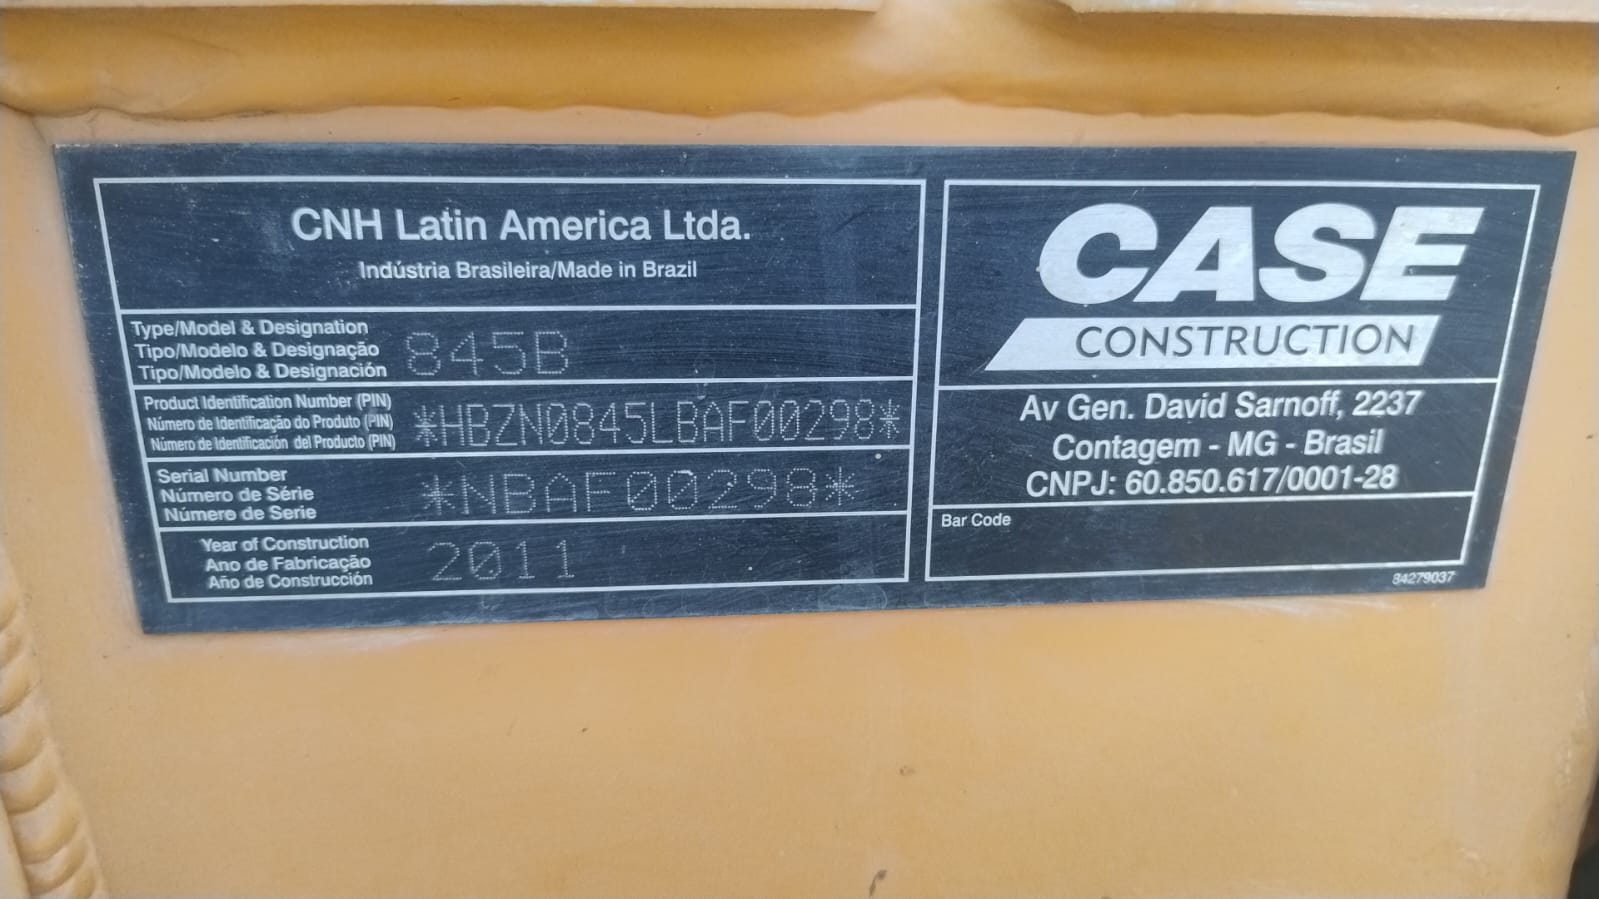 CNH Latin America Ltda.
Indústria Brasileira/Made in Brazil
Type/Model & Designation
Tipo/Modelo & Designação
Tipo/Modelo & Designación
845B
Product Identification Number (PIN)
Número de Identificação do Produto (PIN)
Número de Identificación del Producto (PIN)
*HBZN0845LBAF00298*
Serial Number
Número de Série
Número de Serie
*NBAF00298*
Year of Construction
Ano de Fabricação
Año de Construcción
2011
CASE
CONSTRUCTION
Av Gen. David Sarnoff, 2237
Contagem - MG - Brasil
CNPJ: 60.850.617/0001-28
Bar Code
84279037